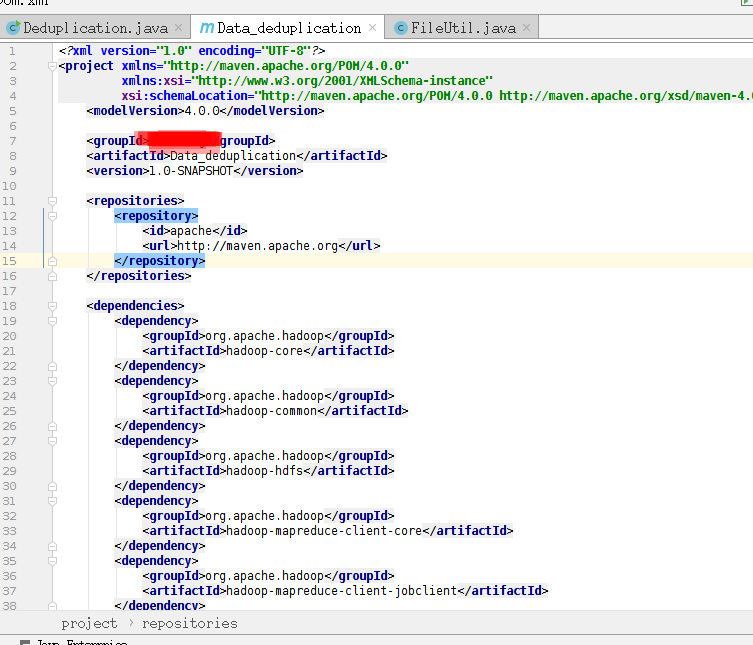 pom.xml
Deduplication.java × m Data_deduplication × FileUtil.java ×
1 <?xml version="1.0" encoding="UTF-8"?>
2 <project xmlns="http://maven.apache.org/POM/4.0.0"
3 xmlns:xsi="http://www.w3.org/2001/XMLSchema-instance"
4 xsi:schemaLocation="http://maven.apache.org/POM/4.0.0 http://maven.apache.org/xsd/maven-4.0
5 <modelVersion>4.0.0</modelVersion>
6
7 <groupId> groupId>
8 <artifactId>Data_deduplication</artifactId>
9 <version>1.0-SNAPSHOT</version>
10
11 <repositories>
12 <repository>
13 <id>apache</id>
14 <url>http://maven.apache.org</url>
15 </repository>
16 </repositories>
17
18 <dependencies>
19 <dependency>
20 <groupId>org.apache.hadoop</groupId>
21 <artifactId>hadoop-core</artifactId>
22 </dependency>
23 <dependency>
24 <groupId>org.apache.hadoop</groupId>
25 <artifactId>hadoop-common</artifactId>
26 </dependency>
27 <dependency>
28 <groupId>org.apache.hadoop</groupId>
29 <artifactId>hadoop-hdfs</artifactId>
30 </dependency>
31 <dependency>
32 <groupId>org.apache.hadoop</groupId>
33 <artifactId>hadoop-mapreduce-client-core</artifactId>
34 </dependency>
35 <dependency>
36 <groupId>org.apache.hadoop</groupId>
37 <artifactId>hadoop-mapreduce-client-jobclient</artifactId>
38 </dependency>
project › repositories
Java Enterprise